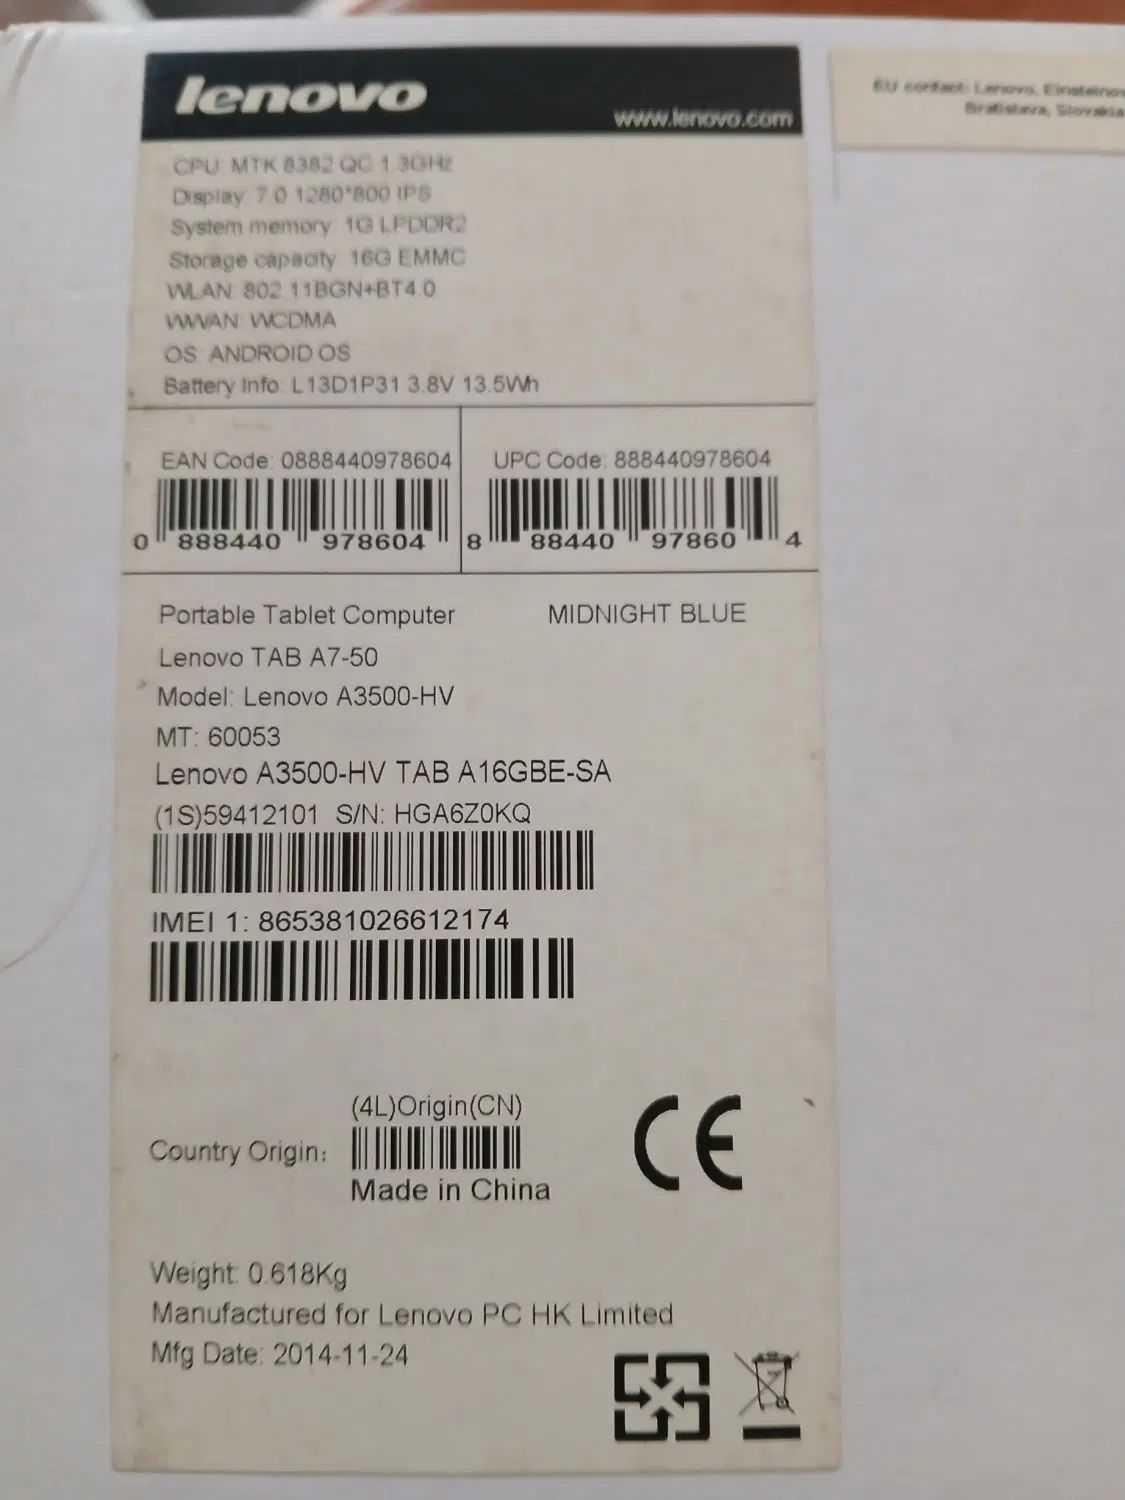 lenovo
www.lenovo.com
EU contact: Lenovo, Einsteinov
Bratislava, Slovakia
CPU: MTK 8382 QC 1.3GHz
Display: 7.0 1280*800 IPS
System memory: 1G LPDDR2
Storage capacity: 16G EMMC
WLAN: 802.11BGN+BT4.0
WWAN: WCDMA
OS: ANDROID OS
Battery Info: L13D1P31 3.8V 13.5Wh
EAN Code: 0888440978604
UPC Code: 888440978604
0 888440 978604
8 88440 97860 4
Portable Tablet Computer MIDNIGHT BLUE
Lenovo TAB A7-50
Model: Lenovo A3500-HV
MT: 60053
Lenovo A3500-HV TAB A16GBE-SA
(1S)59412101 S/N: HGA6Z0KQ
IMEI 1: 865381026612174
(4L)Origin(CN)
Country Origin:
Made in China
CE
Weight: 0.618Kg
Manufactured for Lenovo PC HK Limited
Mfg Date: 2014-11-24